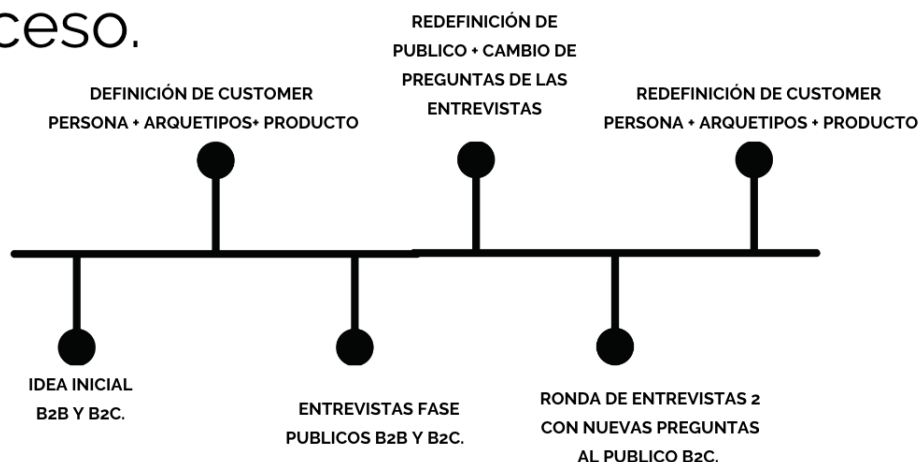 ceso.
DEFINICIÓN DE CUSTOMER
PERSONA + ARQUETIPOS+ PRODUCTO
REDEFINICIÓN DE
PUBLICO + CAMBIO DE
PREGUNTAS DE LAS
ENTREVISTAS
REDEFINICIÓN DE CUSTOMER
PERSONA + ARQUETIPOS + PRODUCTO
IDEA INICIAL
B2B Y B2C.
ENTREVISTAS FASE
PUBLICOS B2B Y B2C.
RONDA DE ENTREVISTAS 2
CON NUEVAS PREGUNTAS
AL PUBLICO B2C.